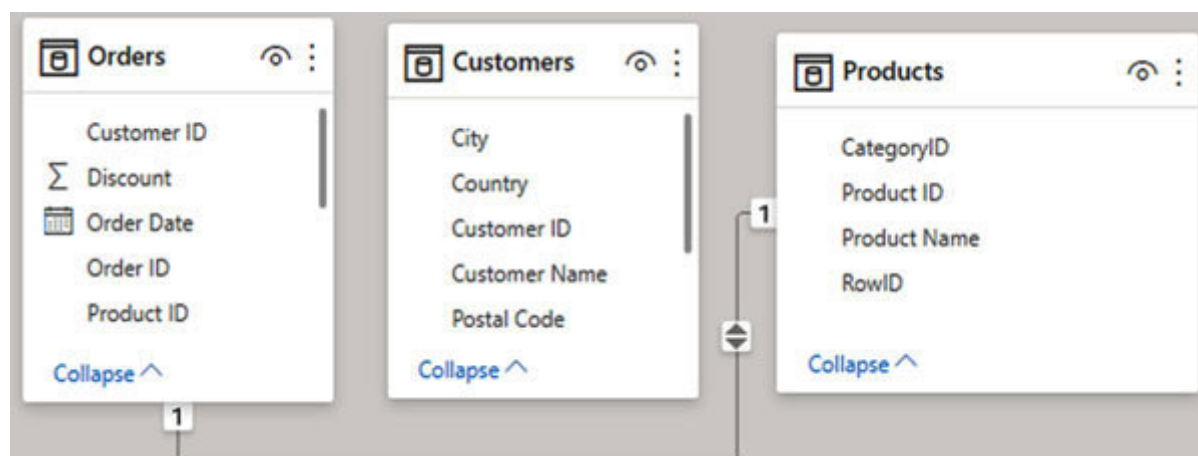 Orders
Customer ID
Σ Discount
Order Date
Order ID
Product ID
Collapse
1
Customers
City
Country
Customer ID
Customer Name
Postal Code
Collapse
Products
CategoryID
Product ID
Product Name
RowID
Collapse
1